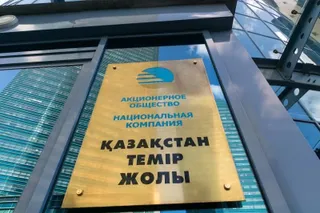 АКЦИОНЕРНОЕ
ОБЩЕСТВО
НАЦИОНАЛЬНАЯ
КОМПАНИЯ
ҚАЗАҚСТАН
ТЕМІР
ЖОЛЫ